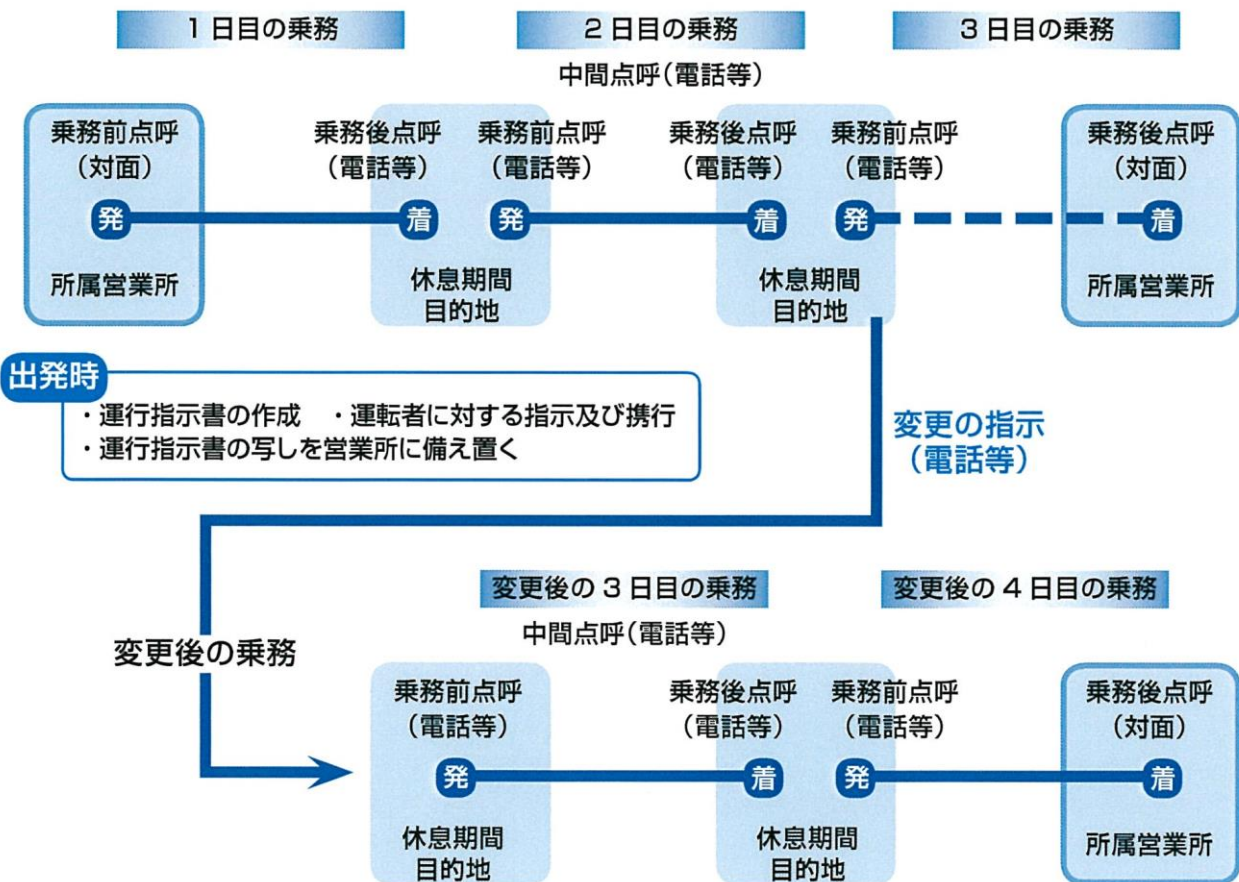 1日目の乗務
2日目の乗務
3日目の乗務
中間点呼(電話等)
乗務前点呼
(対面)
乗務後点呼
(電話等)
乗務前点呼
(電話等)
乗務後点呼
(電話等)
乗務前点呼
(電話等)
乗務後点呼
(対面)
発
着
発
着
発
着
所属営業所
休息期間
目的地
休息期間
目的地
所属営業所
出発時
・運行指示書の作成 ・運転者に対する指示及び携行
・運行指示書の写しを営業所に備え置く
変更の指示
(電話等)
変更後の3日目の乗務
変更後の4日目の乗務
中間点呼(電話等)
変更後の乗務
乗務前点呼
(電話等)
乗務後点呼
(電話等)
乗務前点呼
(電話等)
乗務後点呼
(対面)
発
着
発
着
休息期間
目的地
休息期間
目的地
所属営業所